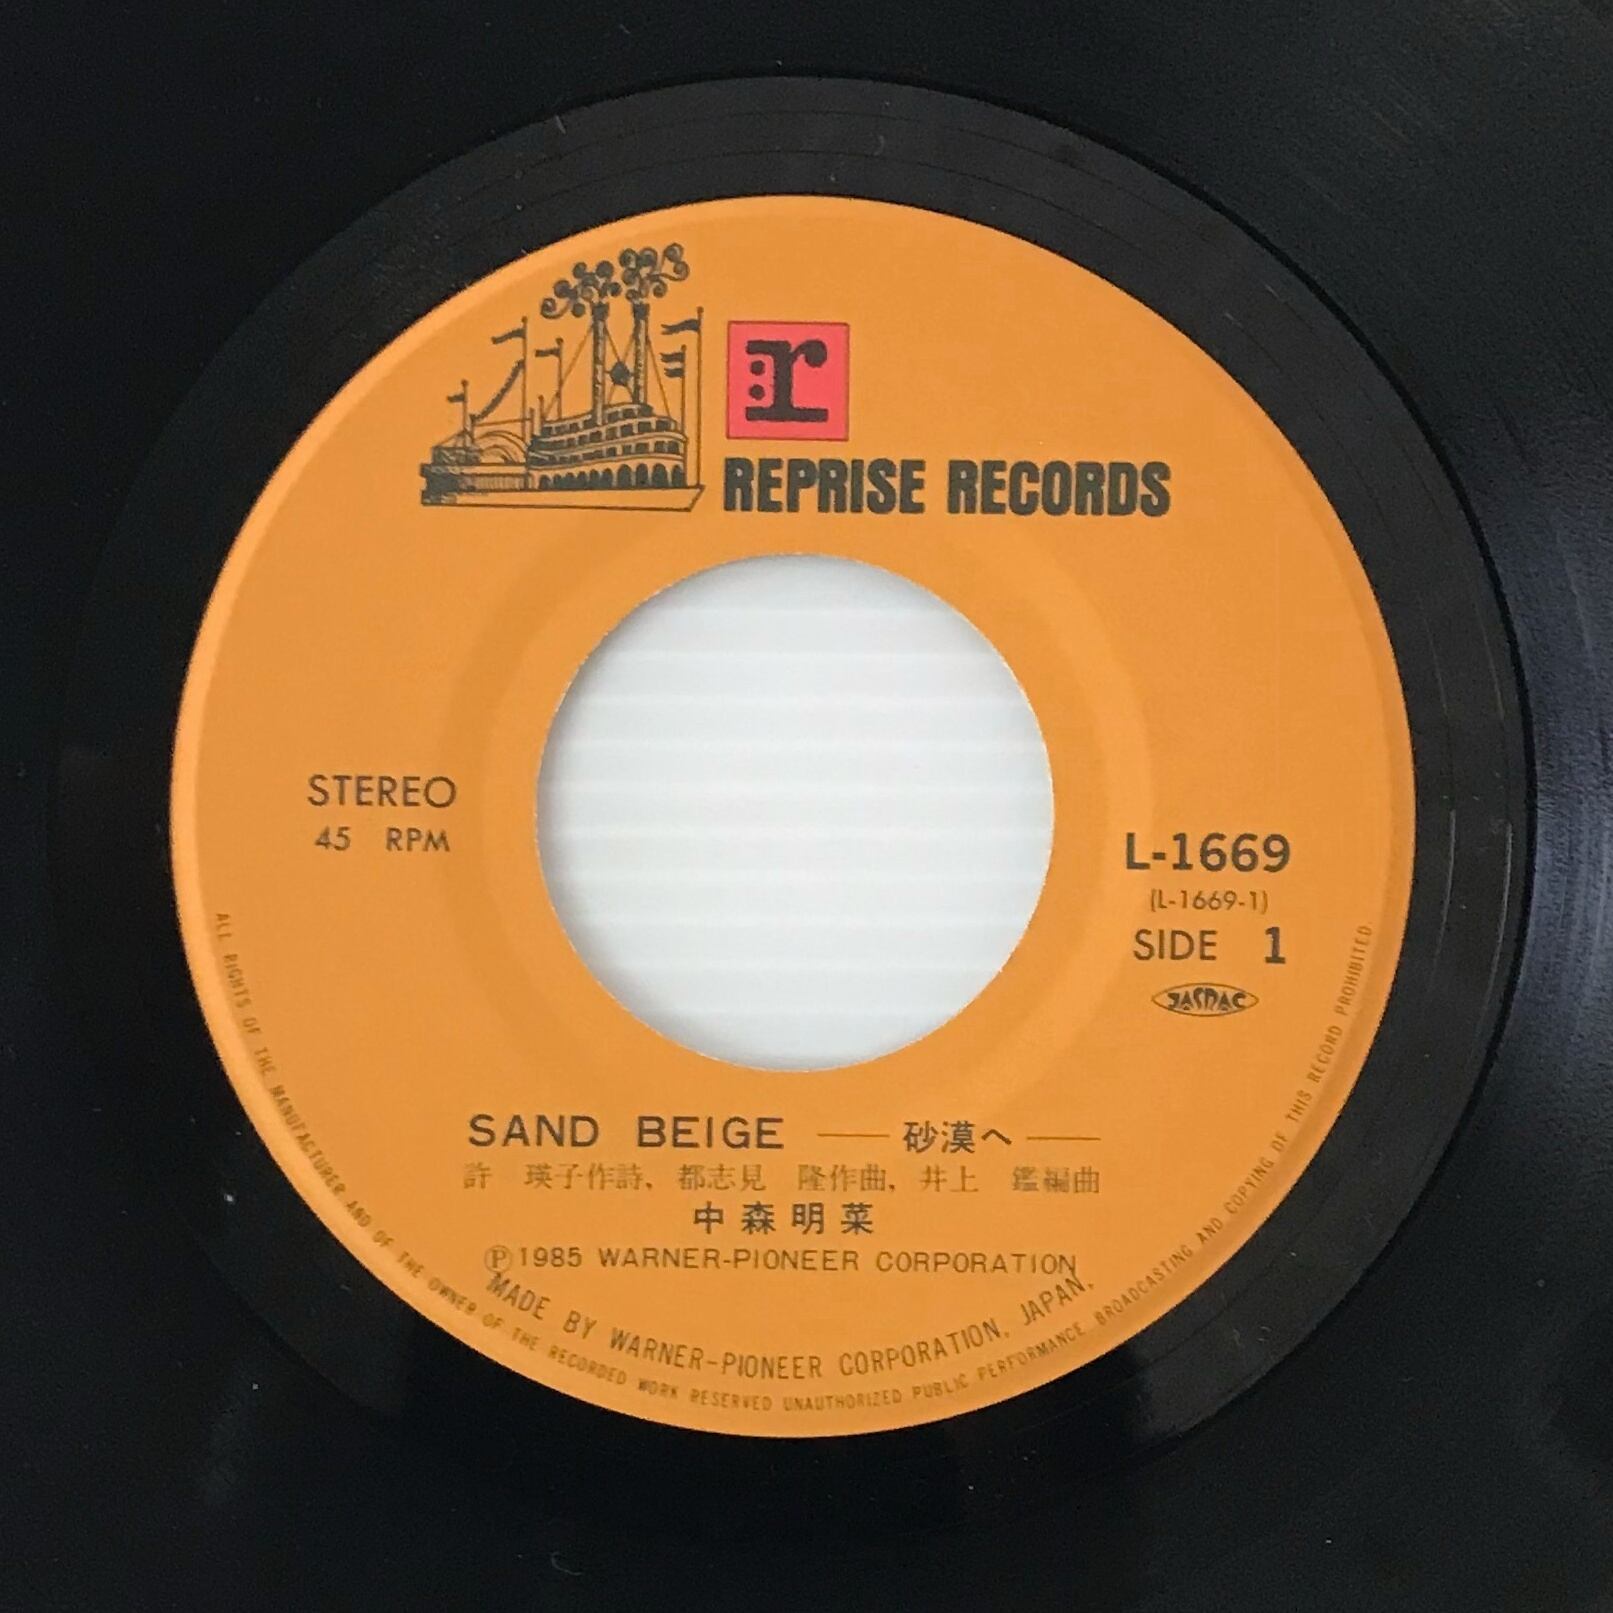 r
REPRISE RECORDS
STEREO
45 RPM
L-1669
(L-1669-1)
SIDE 1
JASRAC
SAND BEIGE —— 砂漠へ ——
許 瑛子作詩, 都志見 隆作曲, 井上 鑑編曲
中森明菜
Ⓟ1985 WARNER-PIONEER CORPORATION
MADE BY WARNER-PIONEER CORPORATION, JAPAN,
ALL RIGHTS OF THE MANUFACTURER AND OF THE OWNER OF THE RECORDED WORK RESERVED UNAUTHORIZED PUBLIC PERFORMANCE BROADCASTING AND COPYING OF THIS RECORD PROHIBITED.